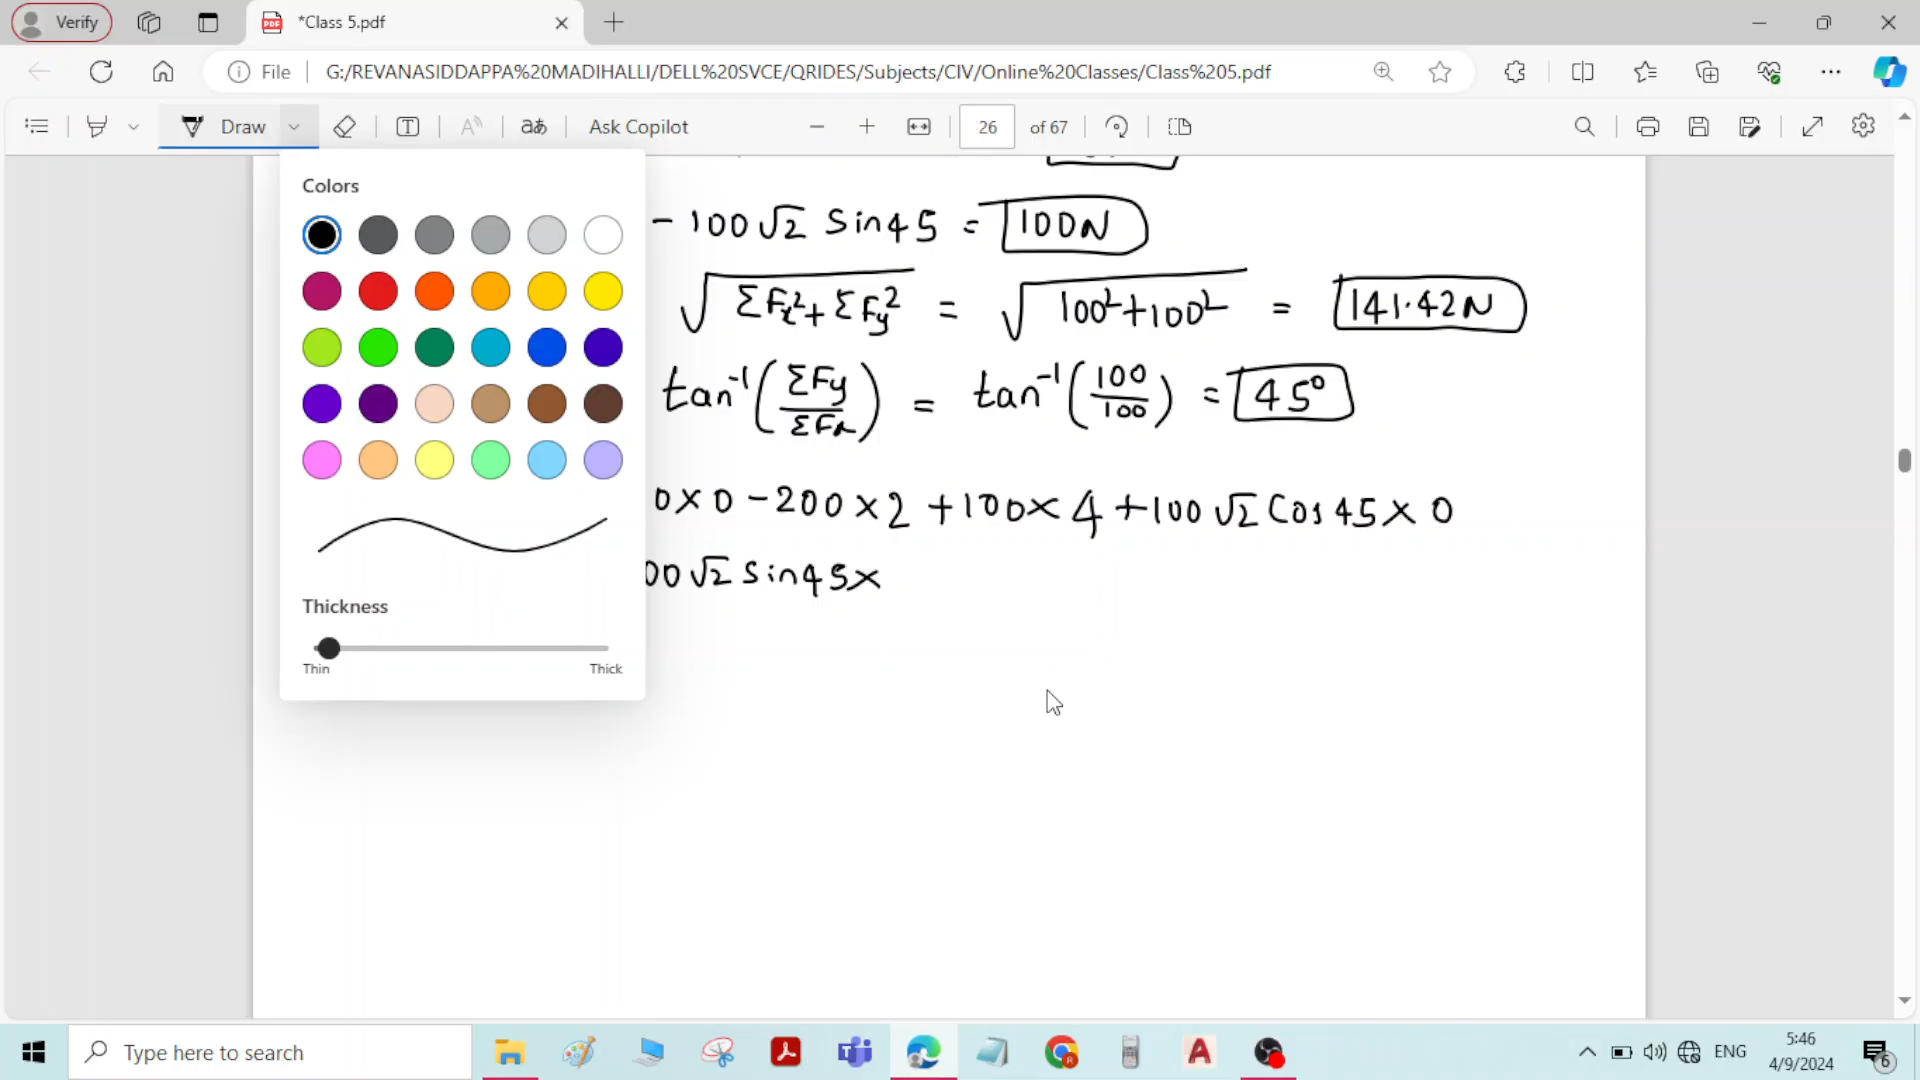 Verify
*Class 5.pdf
File
G:/REVANASIDDAPPA%20MADIHALLI/DELL%20SVCE/QRIDES/Subjects/CIV/Online%20Classes/Class%205.pdf
Draw
Ask Copilot
26 of 67
Colors
Thickness
Thin
Thick
- 100√2 Sin45 = 100N
√ΣFx²+ΣFy² = √100²+100² = 141.42N
tan⁻¹(ΣFy/ΣFx) = tan⁻¹(100/100) = 45°
0×0-200×2+100×4+100√2 Cos45×0
00√2 Sin45×
Type here to search
ENG
5:46
4/9/2024
6